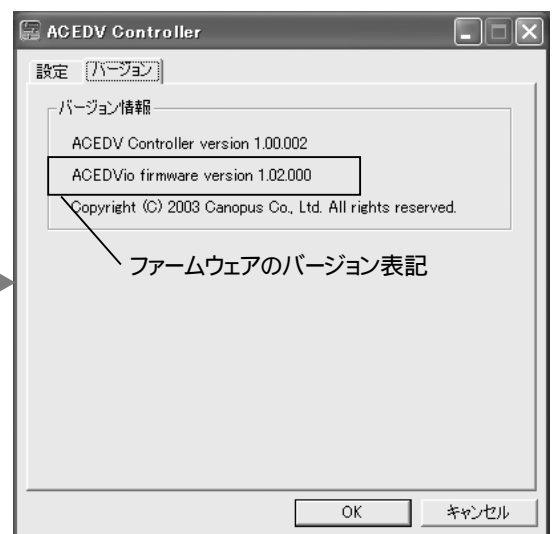 ACEDV Controller
設定 バージョン
バージョン情報
ACEDV Controller version 1.00.002
ACEDVio firmware version 1.02.000
Copyright (C) 2003 Canopus Co., Ltd. All rights reserved.
ファームウェアのバージョン表記
OK キャンセル